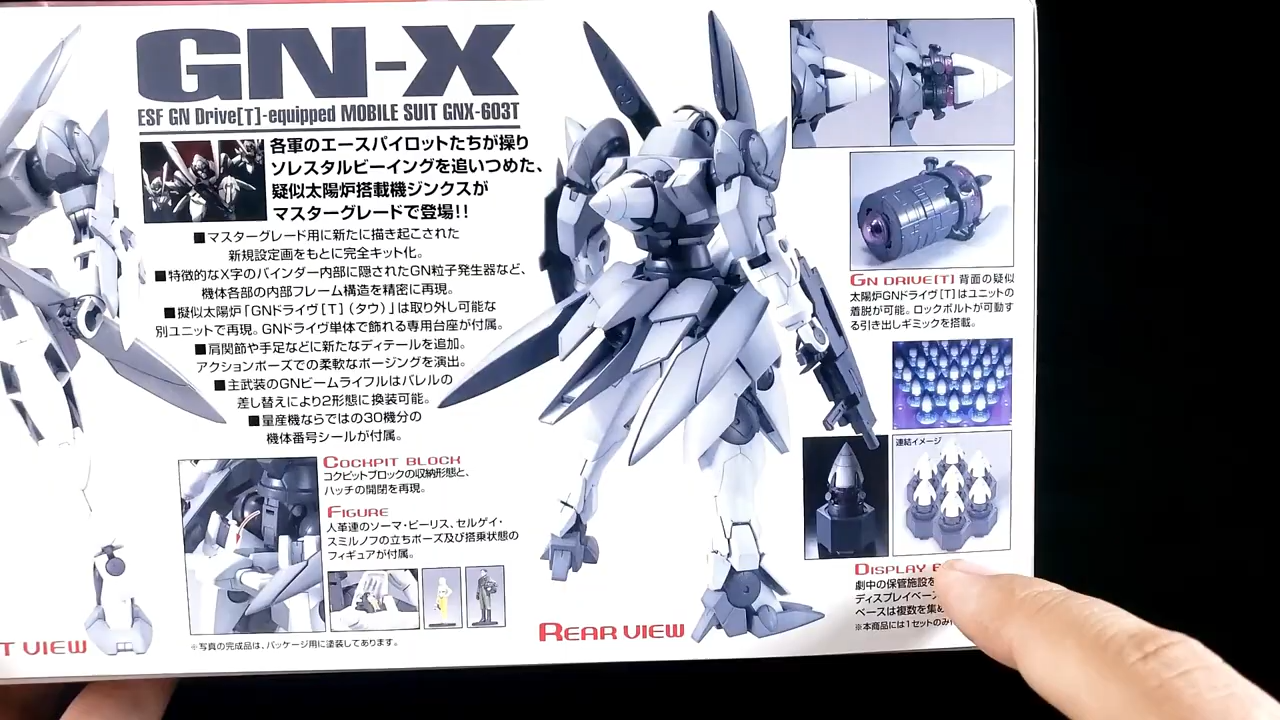 GN-X
ESF GN Drive[T]-equipped MOBILE SUIT GNX-603T
各軍のエースパイロットたちが操り
ソレスタルビーイングを追いつめた、
疑似太陽炉搭載機ジンクスが
マスターグレードで登場!!
■マスターグレード用に新たに描き起こされた
新規設定画をもとに完全キット化。
■特徴的なX字のバインダー内部に隠されたGN粒子発生器など、
機体各部の内部フレーム構造を精密に再現。
■擬似太陽炉「GNドライヴ[T](タウ)」は取り外し可能な
別ユニットで再現。GNドライヴ単体で飾れる専用台座が付属。
■肩関節や手足などに新たなディテールを追加。
アクションポーズでの柔軟なポージングを演出。
■主武装のGNビームライフルはバレルの
差し替えにより2形態に換装可能。
■量産機ならではの30機分の
機体番号シールが付属。
COCKPIT BLOCK
コクピットブロックの収納形態と、
ハッチの開閉を再現。
FIGURE
人革連のソーマ・ピーリス、セルゲイ・
スミルノフの立ちポーズ及び搭乗状態の
フィギュアが付属。
※写真の完成品は、パッケージ用に塗装してあります。
T VIEW
REAR VIEW
GN DRIVE[T] 背面の疑似
太陽炉GNドライヴ[T]はユニットの
着脱が可能。ロックボルトが可動す
る引き出しギミックを搭載。
連結イメージ
DISPLAY
劇中の保管施設を
ディスプレイベース
ベースは複数を集め
※本商品には1セットのみ